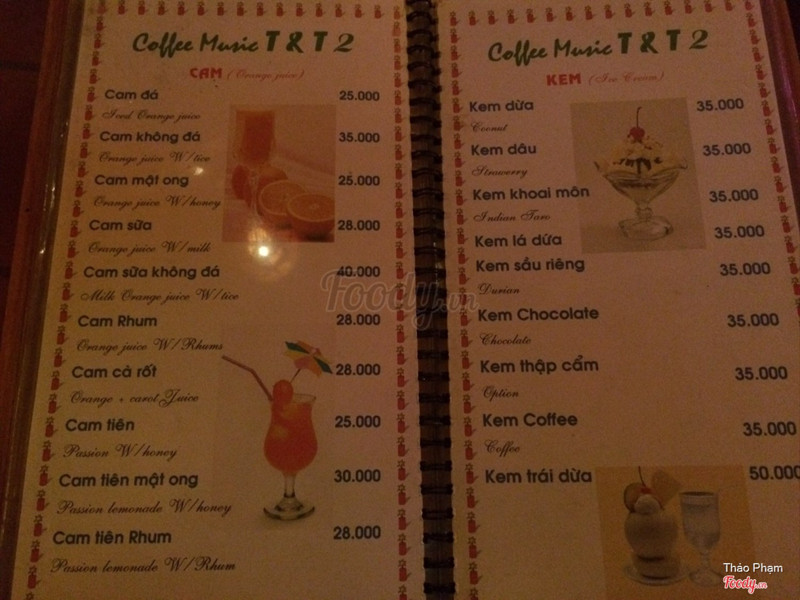 Coffee Music T & T 2
CAM (Orange juice)
Cam đá 25.000
Iced Orange juice
Cam không đá 35.000
Orange juice W/tice
Cam mật ong 25.000
Orange juice W/honey
Cam sữa 28.000
Orange juice W/milk
Cam sữa không đá 40.000
Milk Orange juice W/tice
Cam Rhum 28.000
Orange juice W/Rhums
Cam cà rốt 28.000
Orange + carot Juice
Cam tiên 25.000
Passion W/honey
Cam tiên mật ong 30.000
Passion lemonade W/honey
Cam tiên Rhum 28.000
Passion lemonade W/Rhum
Coffee Music T & T 2
KEM (Ice Cream)
Kem dừa 35.000
Cconut
Kem dâu 35.000
Strawerry
Kem khoai môn 35.000
Indian Taro
Kem lá dứa 35.000
Kem sầu riêng 35.000
Durian
Kem Chocolate 35.000
Chocolate
Kem thập cẩm 35.000
Option
Kem Coffee 35.000
Coffee
Kem trái dừa 50.000
Foody.vn
Thảo Phạm
Foody.vn